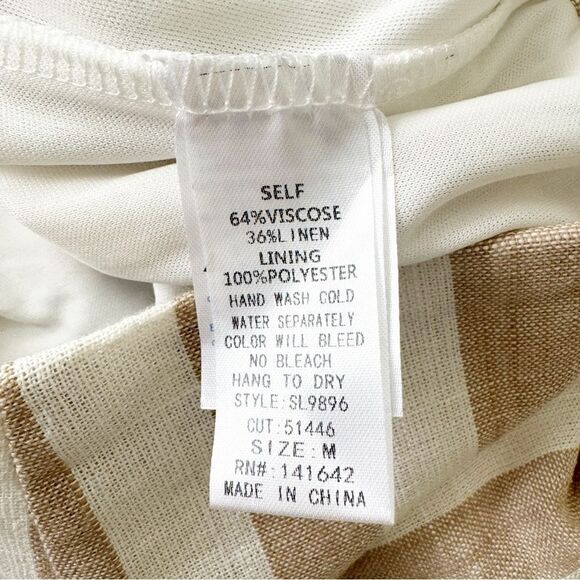 SELF
64%VISCOSE
36%LINEN
LINING
100%POLYESTER
HAND WASH COLD
WATER SEPARATELY
COLOR WILL BLEED
NO BLEACH
HANG TO DRY
STYLE:SL9896
CUT:51446
SIZE:M
RN#:141642
MADE IN CHINA